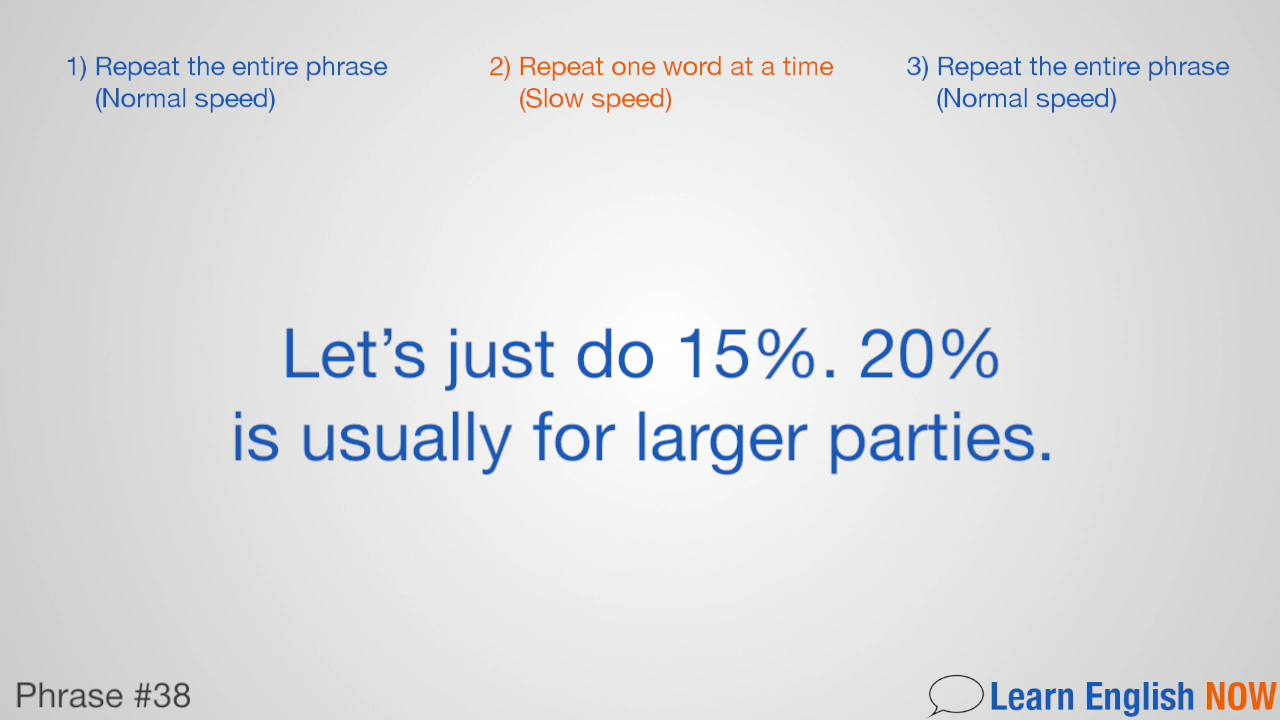 1) Repeat the entire phrase
(Normal speed)
2) Repeat one word at a time
(Slow speed)
3) Repeat the entire phrase
(Normal speed)
Let’s just do 15%. 20%
is usually for larger parties.
Phrase #38
Learn English NOW